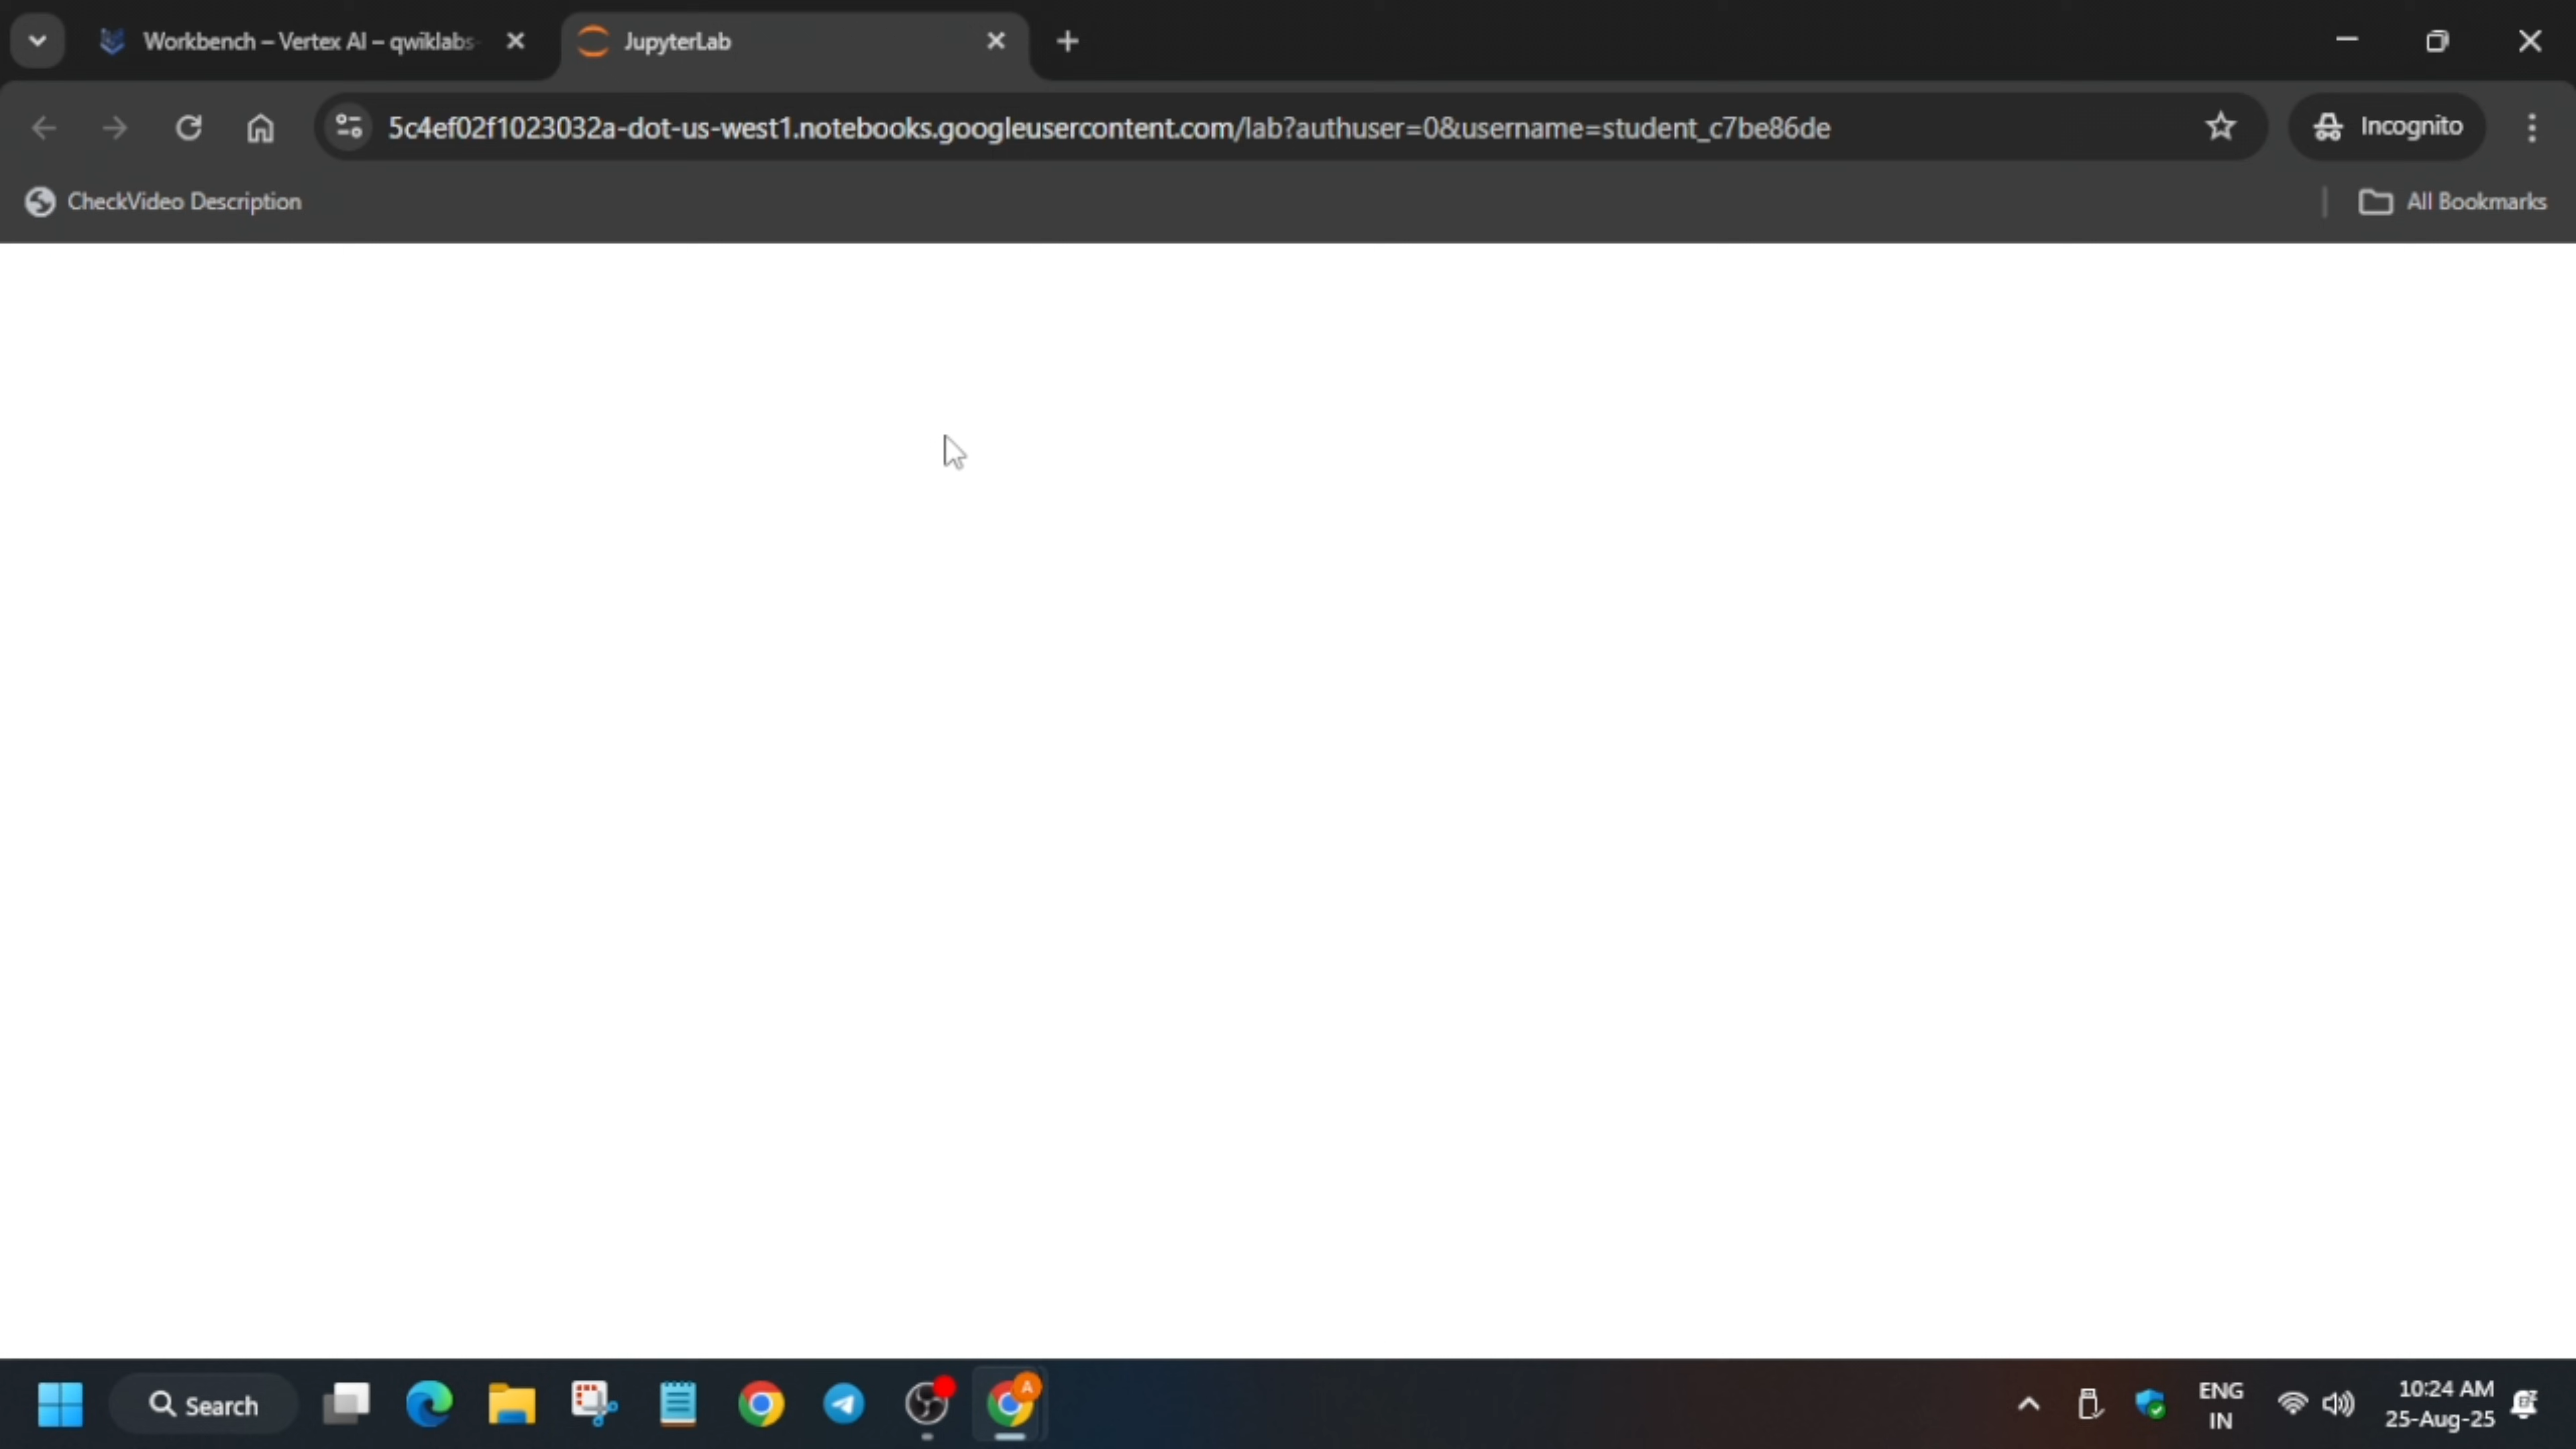 Workbench – Vertex AI – qwiklabs-
JupyterLab
5c4ef02f1023032a-dot-us-west1.notebooks.googleusercontent.com/lab?authuser=0&username=student_c7be86de
Incognito
CheckVideo Description
All Bookmarks
Search
A
ENG
IN
10:24 AM
25-Aug-25